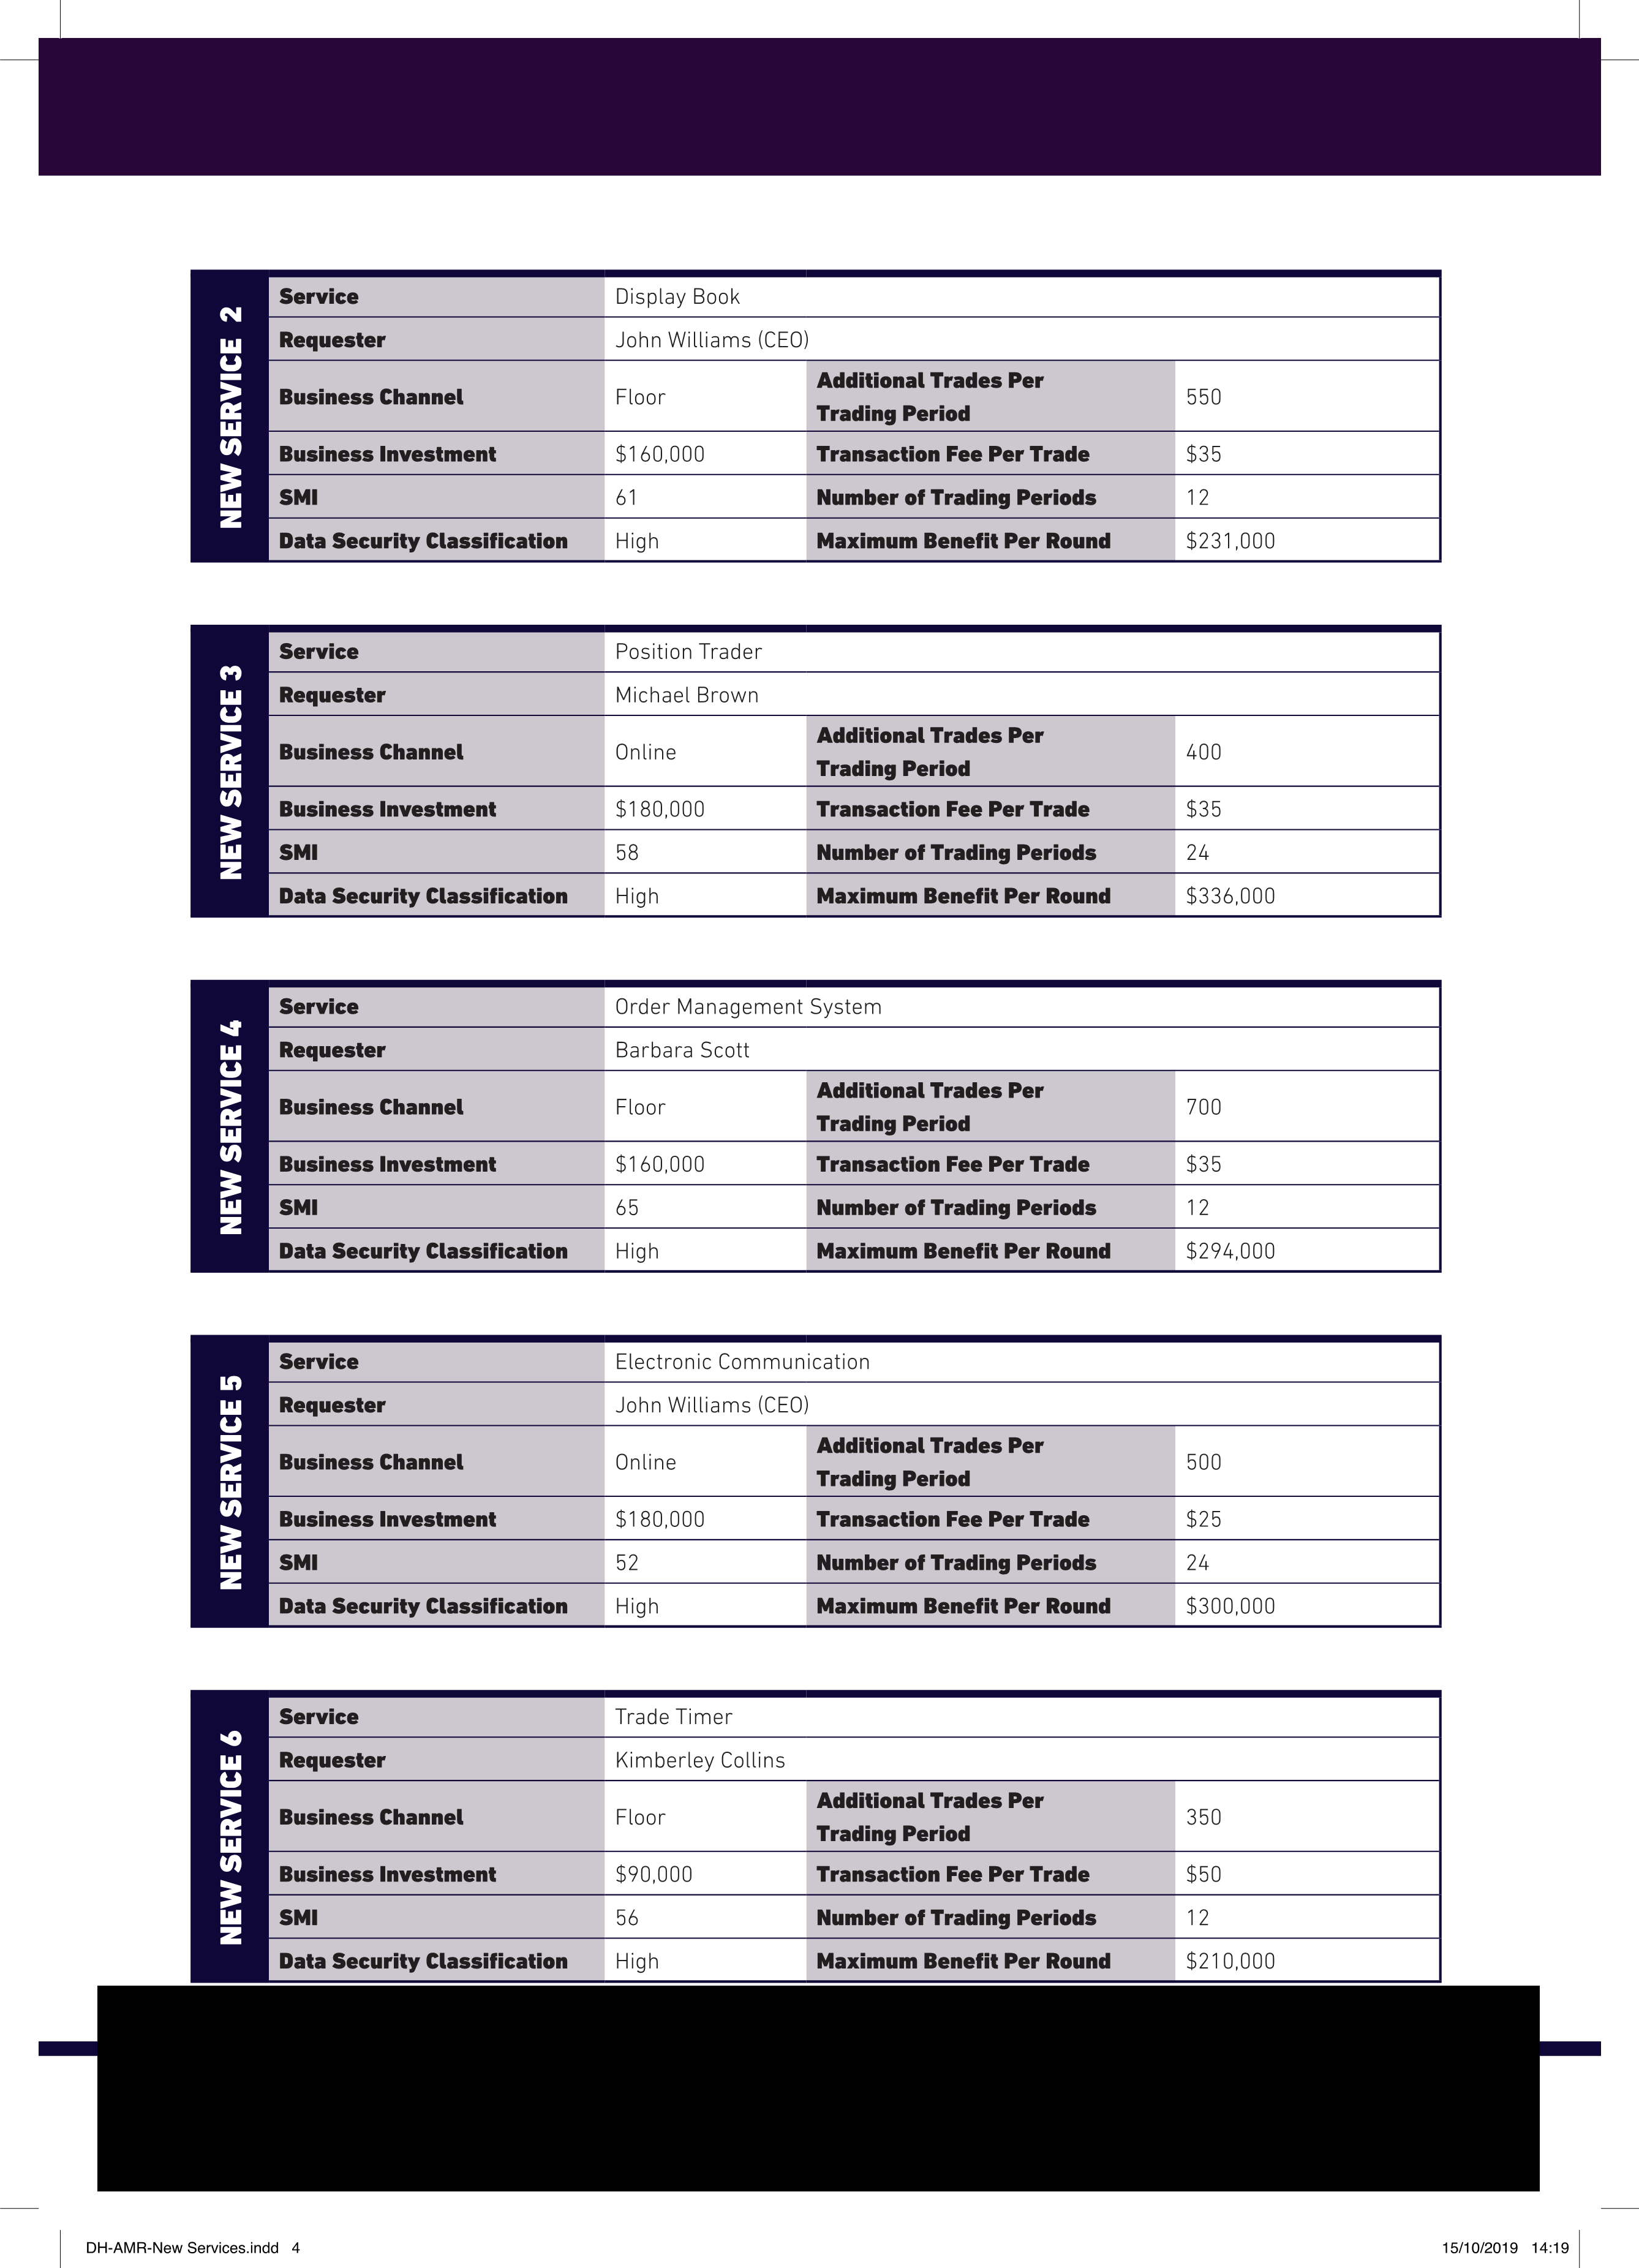 NEW SERVICE 2
Service Display Book
Requester John Williams (CEO)
Business Channel Floor Additional Trades Per
Trading Period 550
Business Investment $160,000 Transaction Fee Per Trade $35
SMI 61 Number of Trading Periods 12
Data Security Classification High Maximum Benefit Per Round $231,000
NEW SERVICE 3
Service Position Trader
Requester Michael Brown
Business Channel Online Additional Trades Per
Trading Period 400
Business Investment $180,000 Transaction Fee Per Trade $35
SMI 58 Number of Trading Periods 24
Data Security Classification High Maximum Benefit Per Round $336,000
NEW SERVICE 4
Service Order Management System
Requester Barbara Scott
Business Channel Floor Additional Trades Per
Trading Period 700
Business Investment $160,000 Transaction Fee Per Trade $35
SMI 65 Number of Trading Periods 12
Data Security Classification High Maximum Benefit Per Round $294,000
NEW SERVICE 5
Service Electronic Communication
Requester John Williams (CEO)
Business Channel Online Additional Trades Per
Trading Period 500
Business Investment $180,000 Transaction Fee Per Trade $25
SMI 52 Number of Trading Periods 24
Data Security Classification High Maximum Benefit Per Round $300,000
NEW SERVICE 6
Service Trade Timer
Requester Kimberley Collins
Business Channel Floor Additional Trades Per
Trading Period 350
Business Investment $90,000 Transaction Fee Per Trade $50
SMI 56 Number of Trading Periods 12
Data Security Classification High Maximum Benefit Per Round $210,000
DH-AMR-New Services.indd 4 15/10/2019 14:19